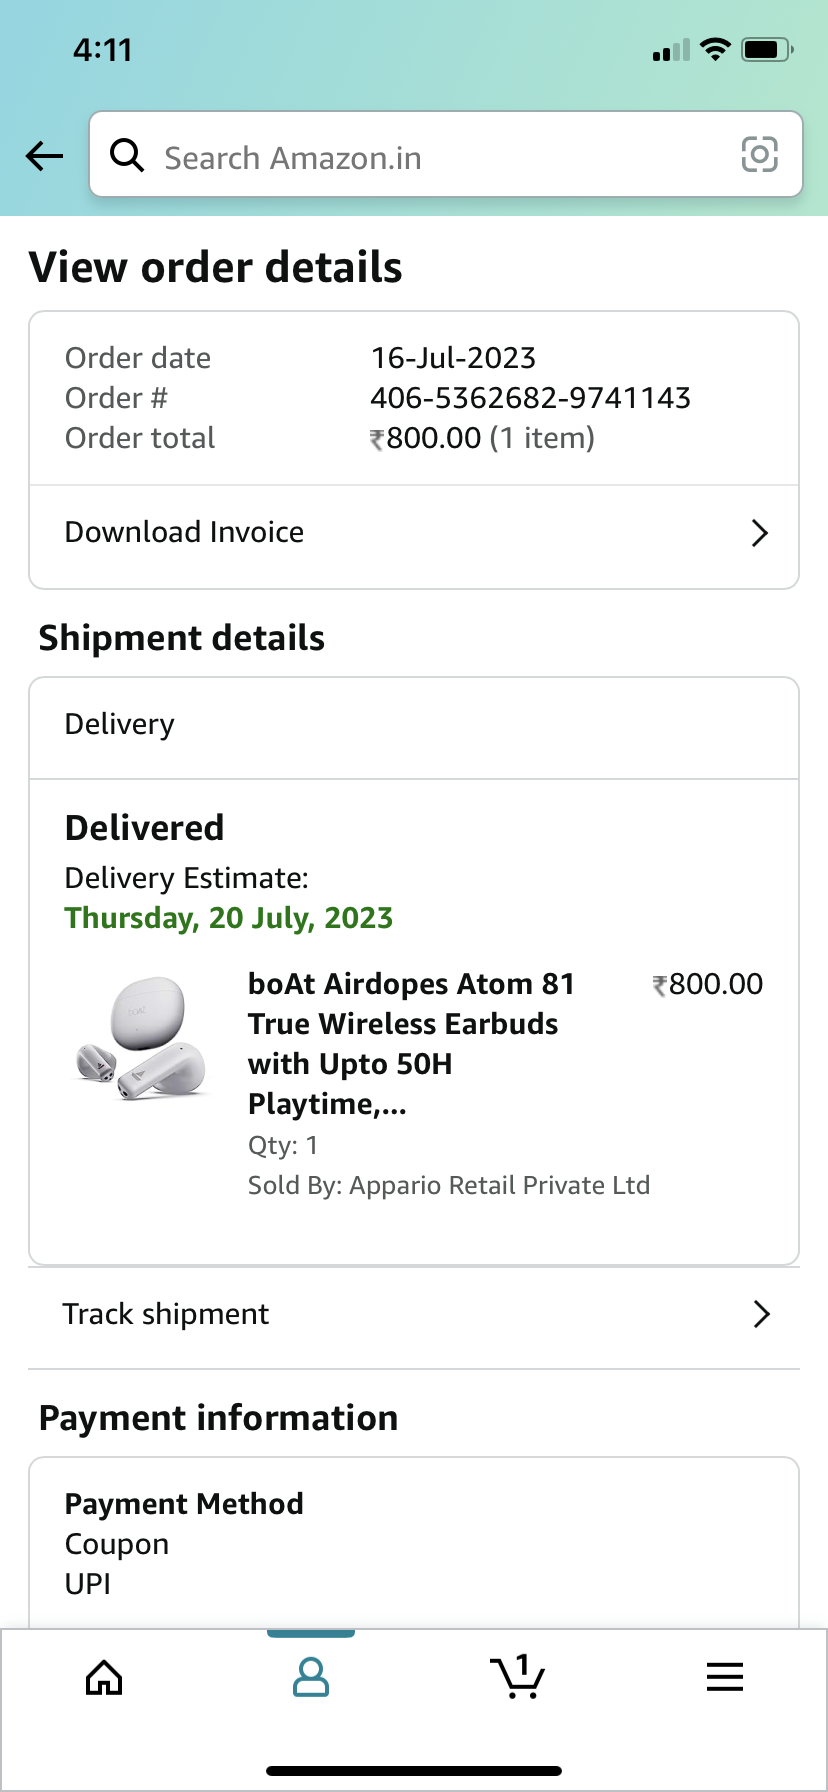 4:11
Search Amazon.in
View order details
Order date 16-Jul-2023
Order # 406-5362682-9741143
Order total ₹800.00 (1 item)
Download Invoice
Shipment details
Delivery
Delivered
Delivery Estimate:
Thursday, 20 July, 2023
boAt Airdopes Atom 81 ₹800.00
True Wireless Earbuds
with Upto 50H
Playtime,...
Qty: 1
Sold By: Appario Retail Private Ltd
Track shipment
Payment information
Payment Method
Coupon
UPI
1